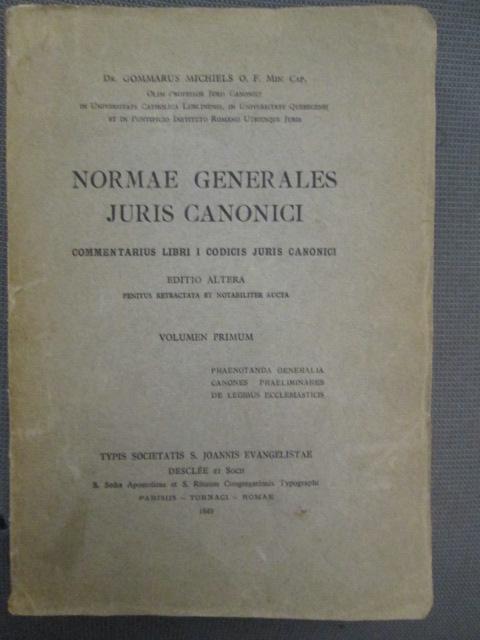 Dr. GOMMARUS MICHIELS O. F. Min. Cap.
Olim Professor Juris Canonici
in Universitate Catholica Lublinensi, in Universitate Quebecensi
et in Pontificio Instituto Romano Utriusque Juris
NORMAE GENERALES
JURIS CANONICI
COMMENTARIUS LIBRI I CODICIS JURIS CANONICI
EDITIO ALTERA
PENITUS RETRACTATA ET NOTABILITER AUCTA
VOLUMEN PRIMUM
PRAENOTANDA GENERALIA
CANONES PRAELIMINARES
DE LEGIBUS ECCLESIASTICIS
TYPIS SOCIETATIS S. JOANNIS EVANGELISTAE
DESCLÉE et Socii
S. Sedis Apostolicae et S. Rituum Congregationis Typographi
PARISIIS - TORNACI - ROMAE
1949